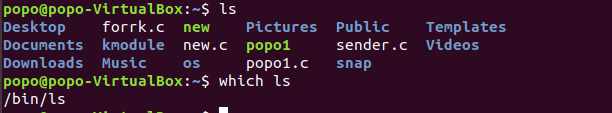 popo@popo-VirtualBox:~$ ls
Desktop forrk.c new Pictures Public Templates
Documents kmodule new.c popo1 sender.c Videos
Downloads Music os popo1.c snap
popo@popo-VirtualBox:~$ which ls
/bin/ls
popo@popo-VirtualBox:~$